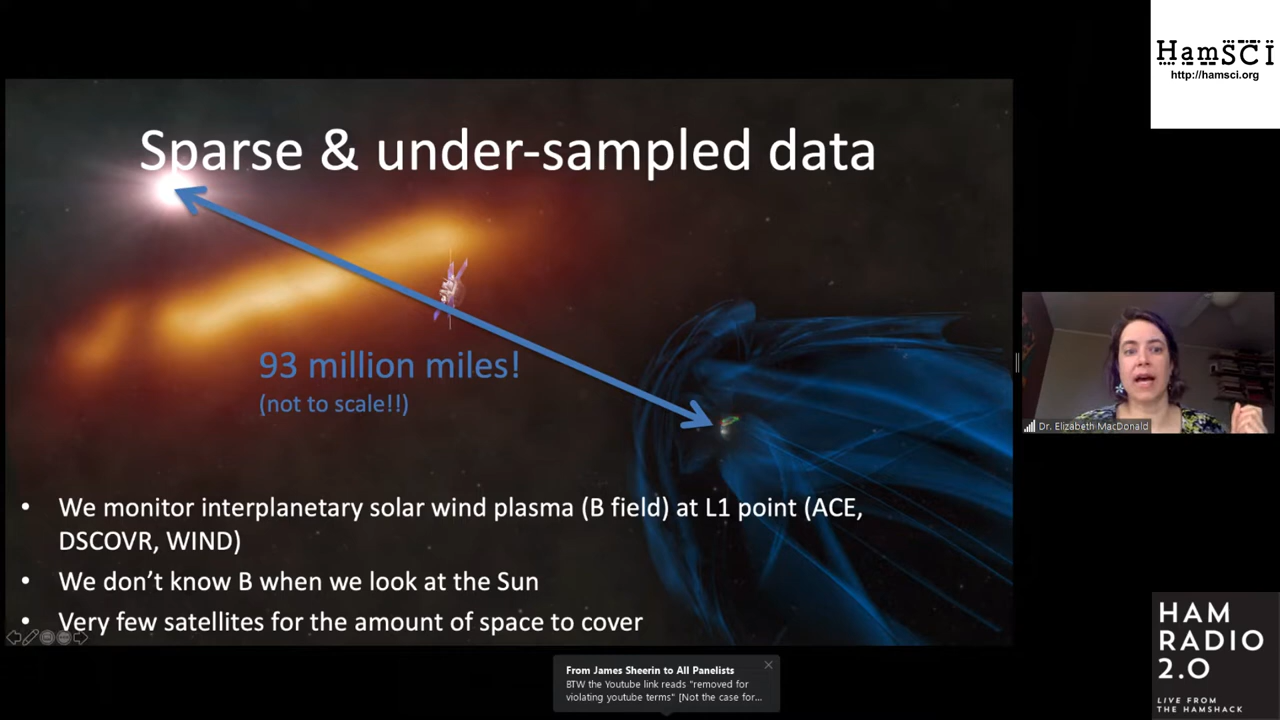 Sparse & under-sampled data
93 million miles!
(not to scale!!)
• We monitor interplanetary solar wind plasma (B field) at L1 point (ACE,
DSCOVR, WIND)
• We don’t know B when we look at the Sun
• Very few satellites for the amount of space to cover
HamSCI
http://hamsci.org
Dr. Elizabeth MacDonald
From James Sheerin to All Panelists
BTW the Youtube link reads "removed for
violating youtube terms" [Not the case for...
HAM
RADIO
2.0
LIVE FROM
THE HAMSHACK